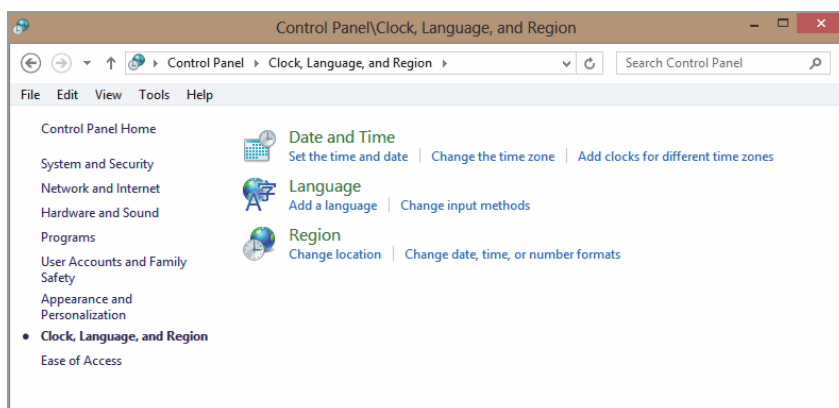 Control Panel\Clock, Language, and Region
Control Panel Clock, Language, and Region Search Control Panel
File Edit View Tools Help
Control Panel Home
System and Security
Network and Internet
Hardware and Sound
Programs
User Accounts and Family
Safety
Appearance and
Personalization
Clock, Language, and Region
Ease of Access
Date and Time
Set the time and date Change the time zone Add clocks for different time zones
Language
Add a language Change input methods
Region
Change location Change date, time, or number formats